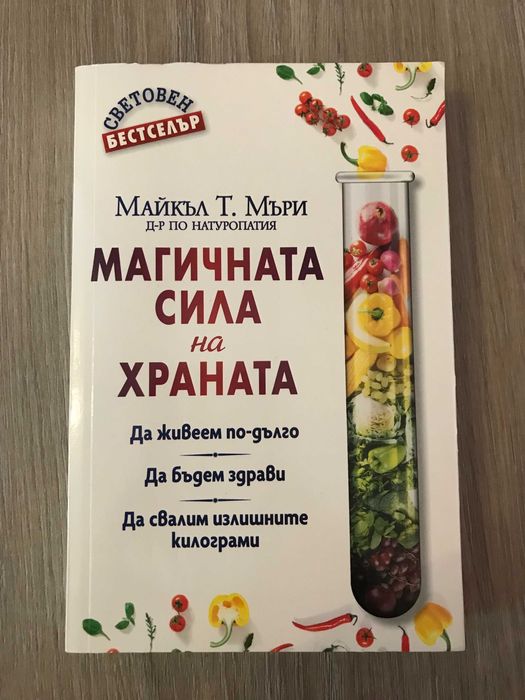 СВЕТОВЕН
БЕСТСЕЛЪР
МАЙКЪЛ Т. МЪРИ
Д-Р ПО НАТУРОПАТИЯ
МАГИЧНАТА
СИЛА
на
ХРАНАТА
Да живеем по-дълго
Да бъдем здрави
Да свалим излишните
килограми